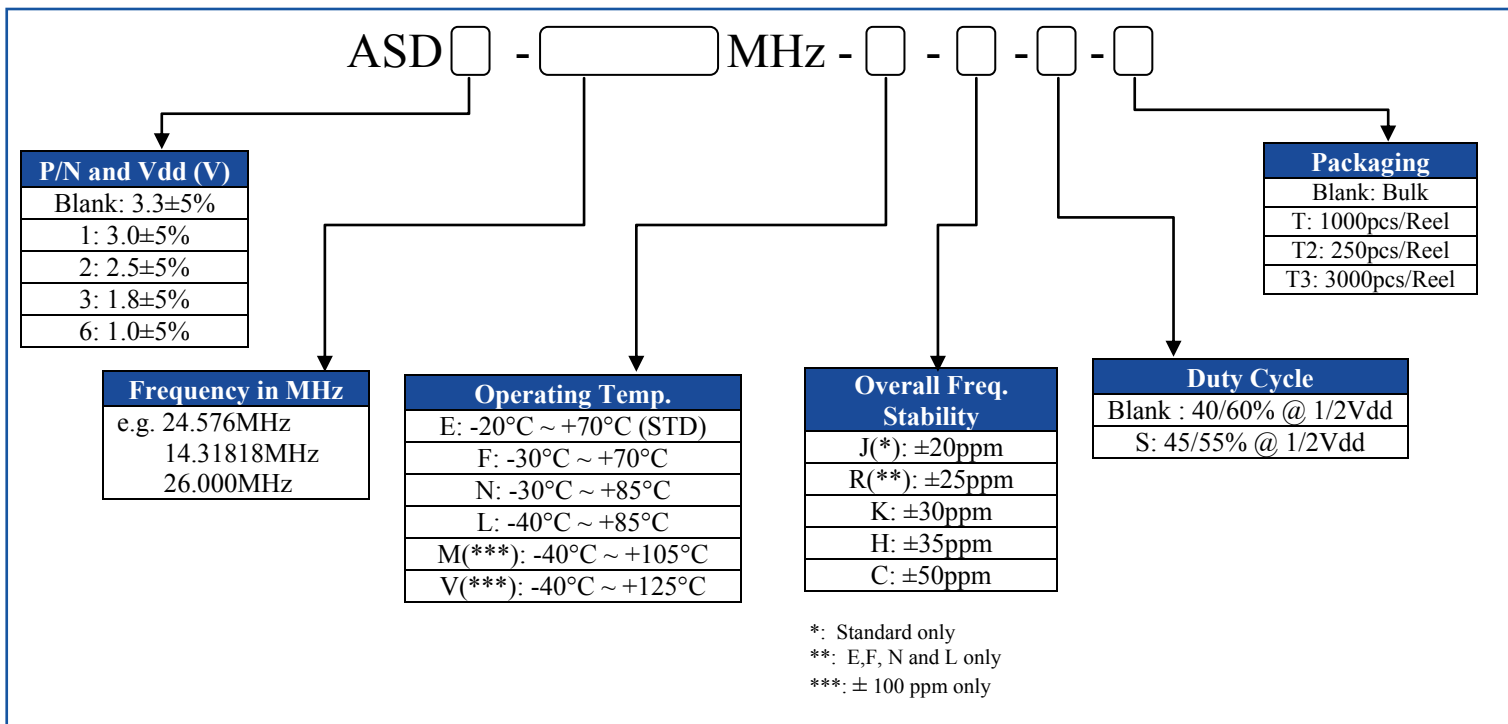 ASD - MHz - - - -
P/N and Vdd (V)
Blank: 3.3±5%
1: 3.0±5%
2: 2.5±5%
3: 1.8±5%
6: 1.0±5%
Frequency in MHz
e.g. 24.576MHz
14.31818MHz
26.000MHz
Operating Temp.
E: -20°C ~ +70°C (STD)
F: -30°C ~ +70°C
N: -30°C ~ +85°C
L: -40°C ~ +85°C
M(***): -40°C ~ +105°C
V(***): -40°C ~ +125°C
Overall Freq.
Stability
J(*): ±20ppm
R(**): ±25ppm
K: ±30ppm
H: ±35ppm
C: ±50ppm
*: Standard only
**: E,F, N and L only
***: ± 100 ppm only
Duty Cycle
Blank : 40/60% @ 1/2Vdd
S: 45/55% @ 1/2Vdd
Packaging
Blank: Bulk
T: 1000pcs/Reel
T2: 250pcs/Reel
T3: 3000pcs/Reel